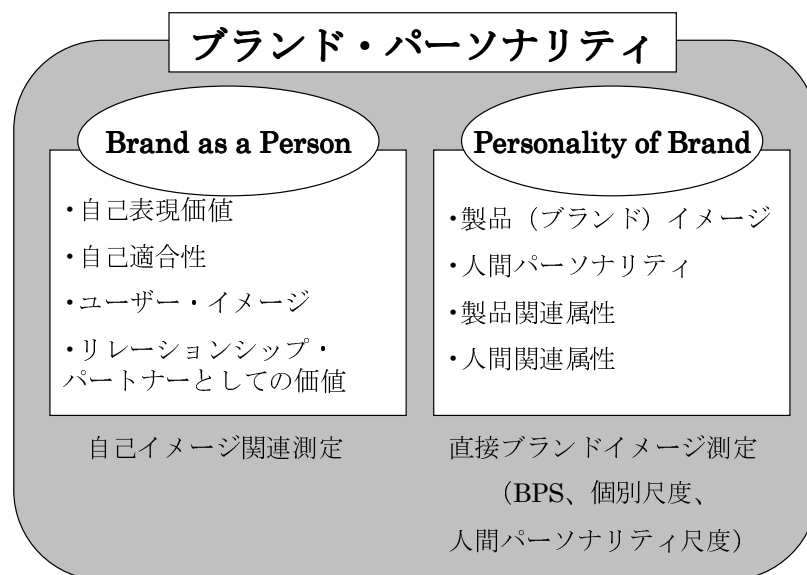 ブランド・パーソナリティ
Brand as a Person
・自己表現価値
・自己適合性
・ユーザー・イメージ
・リレーションシップ・
パートナーとしての価値
自己イメージ関連測定
Personality of Brand
・製品（ブランド）イメージ
・人間パーソナリティ
・製品関連属性
・人間関連属性
直接ブランドイメージ測定
（BPS、個別尺度、
人間パーソナリティ尺度）